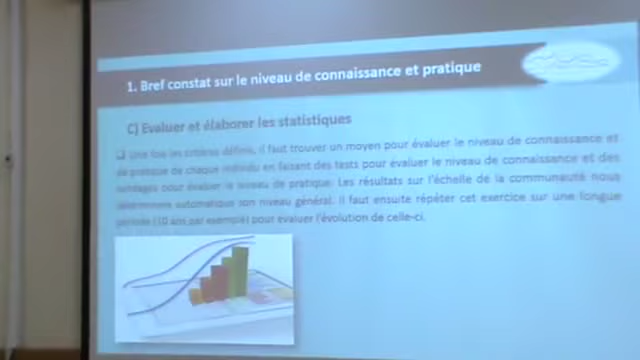 1. Bref constat sur le niveau de connaissance et pratique
C) Evaluer et élaborer les statistiques
Une fois les critères définis, il faut trouver un moyen pour évaluer le niveau de connaissance et
de pratique de chaque individu en faisant des tests pour évaluer le niveau de connaissance et des
sondages pour évaluer le niveau de pratique. Les résultats sur l'échelle de la communauté nous
automatique son niveau général. Il faut ensuite répéter cet exercice sur une longue
période (10 ans par exemple) pour évaluer l'évolution de celle-ci.